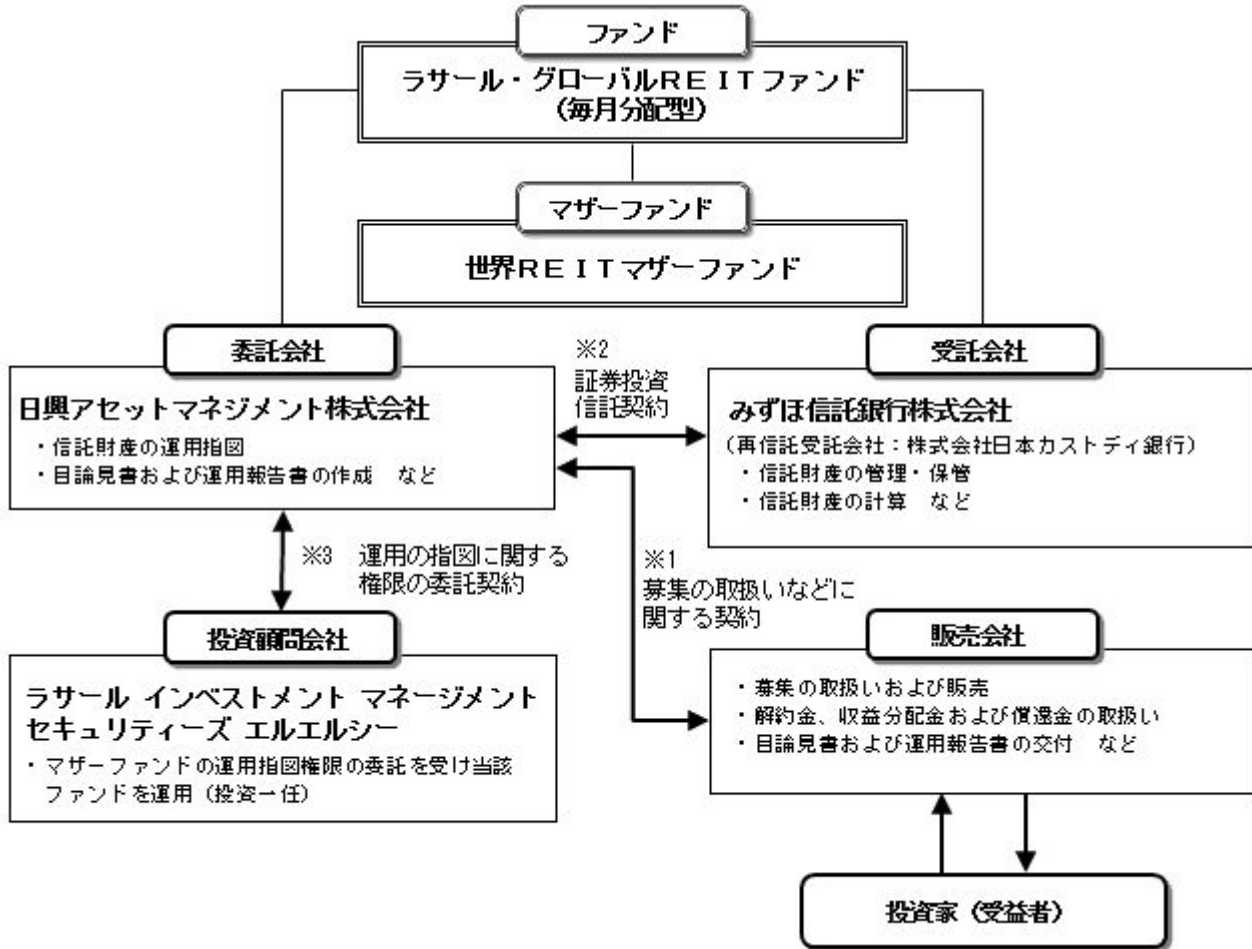 ファンド
ラサール・グローバルREITファンド
(毎月分配型)
マザーファンド
世界REITマザーファンド
委託会社
日興アセットマネジメント株式会社
・信託財産の運用指図
・目論見書および運用報告書の作成 など
※2
証券投資
信託契約
受託会社
みずほ信託銀行株式会社
(再信託受託会社:株式会社日本カストディ銀行)
・信託財産の管理・保管
・信託財産の計算 など
※3 運用の指図に関する
権限の委託契約
※1
募集の取扱いなどに
関する契約
投資顧問会社
ラサール インベストメント マネージメント
セキュリティーズ エルエルシー
・マザーファンドの運用指図権限の委託を受け当該
ファンドを運用(投資一任)
販売会社
・募集の取扱いおよび販売
・解約金、収益分配金および償還金の取扱い
・目論見書および運用報告書の交付 など
投資家(受益者)